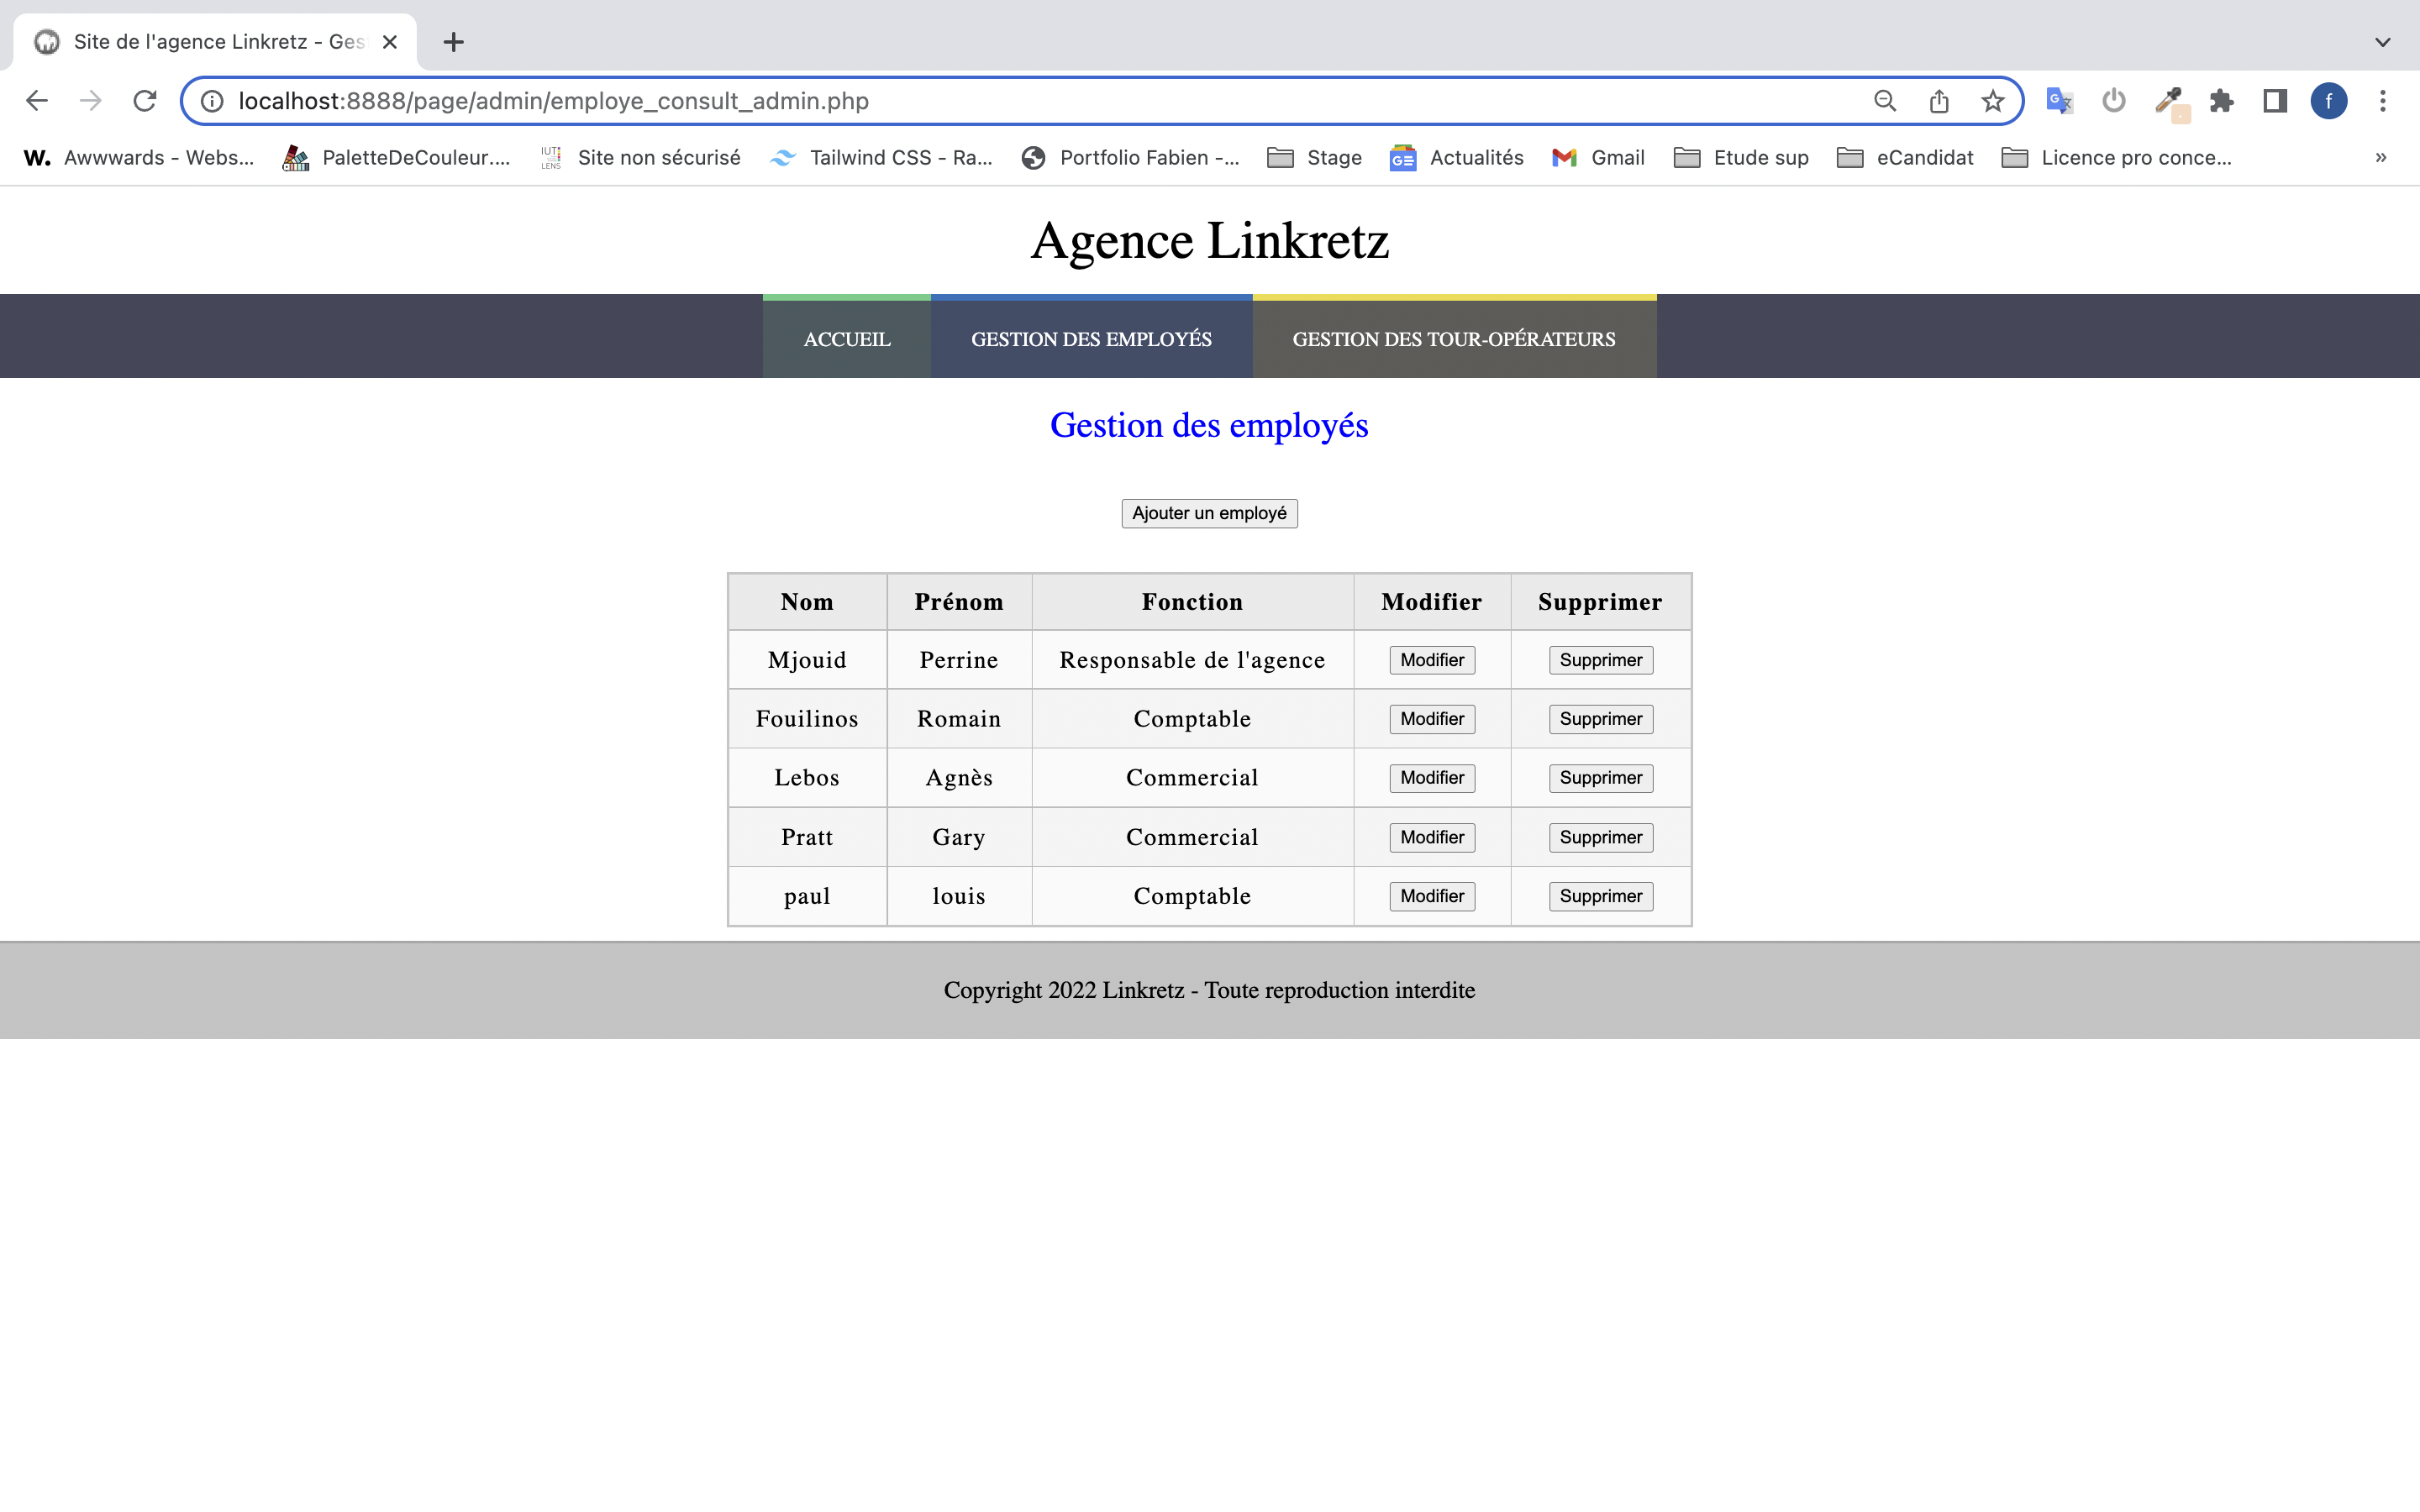 Site de l'agence Linkretz - Ges
localhost:8888/page/admin/employe_consult_admin.php
W. Awwwards - Webs... PaletteDeCouleur.... IUT LENS Site non sécurisé Tailwind CSS - Ra... Portfolio Fabien -... Stage GE Actualités Gmail Etude sup eCandidat Licence pro conce... »
Agence Linkretz
ACCUEIL GESTION DES EMPLOYÉS GESTION DES TOUR-OPÉRATEURS
Gestion des employés
Ajouter un employé
Nom Prénom Fonction Modifier Supprimer
Mjouid Perrine Responsable de l'agence Modifier Supprimer
Fouilinos Romain Comptable Modifier Supprimer
Lebos Agnès Commercial Modifier Supprimer
Pratt Gary Commercial Modifier Supprimer
paul louis Comptable Modifier Supprimer
Copyright 2022 Linkretz - Toute reproduction interdite